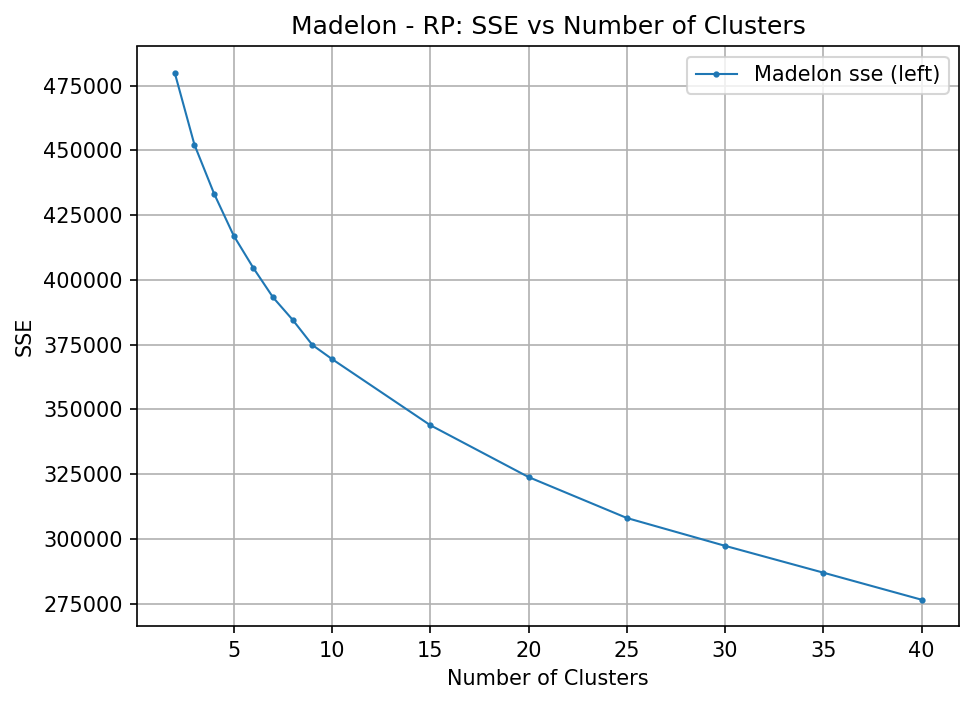 Madelon - RP: SSE vs Number of Clusters
Madelon sse (left)
475000
450000
425000
400000
375000
350000
325000
300000
275000
SSE
5 10 15 20 25 30 35 40
Number of Clusters